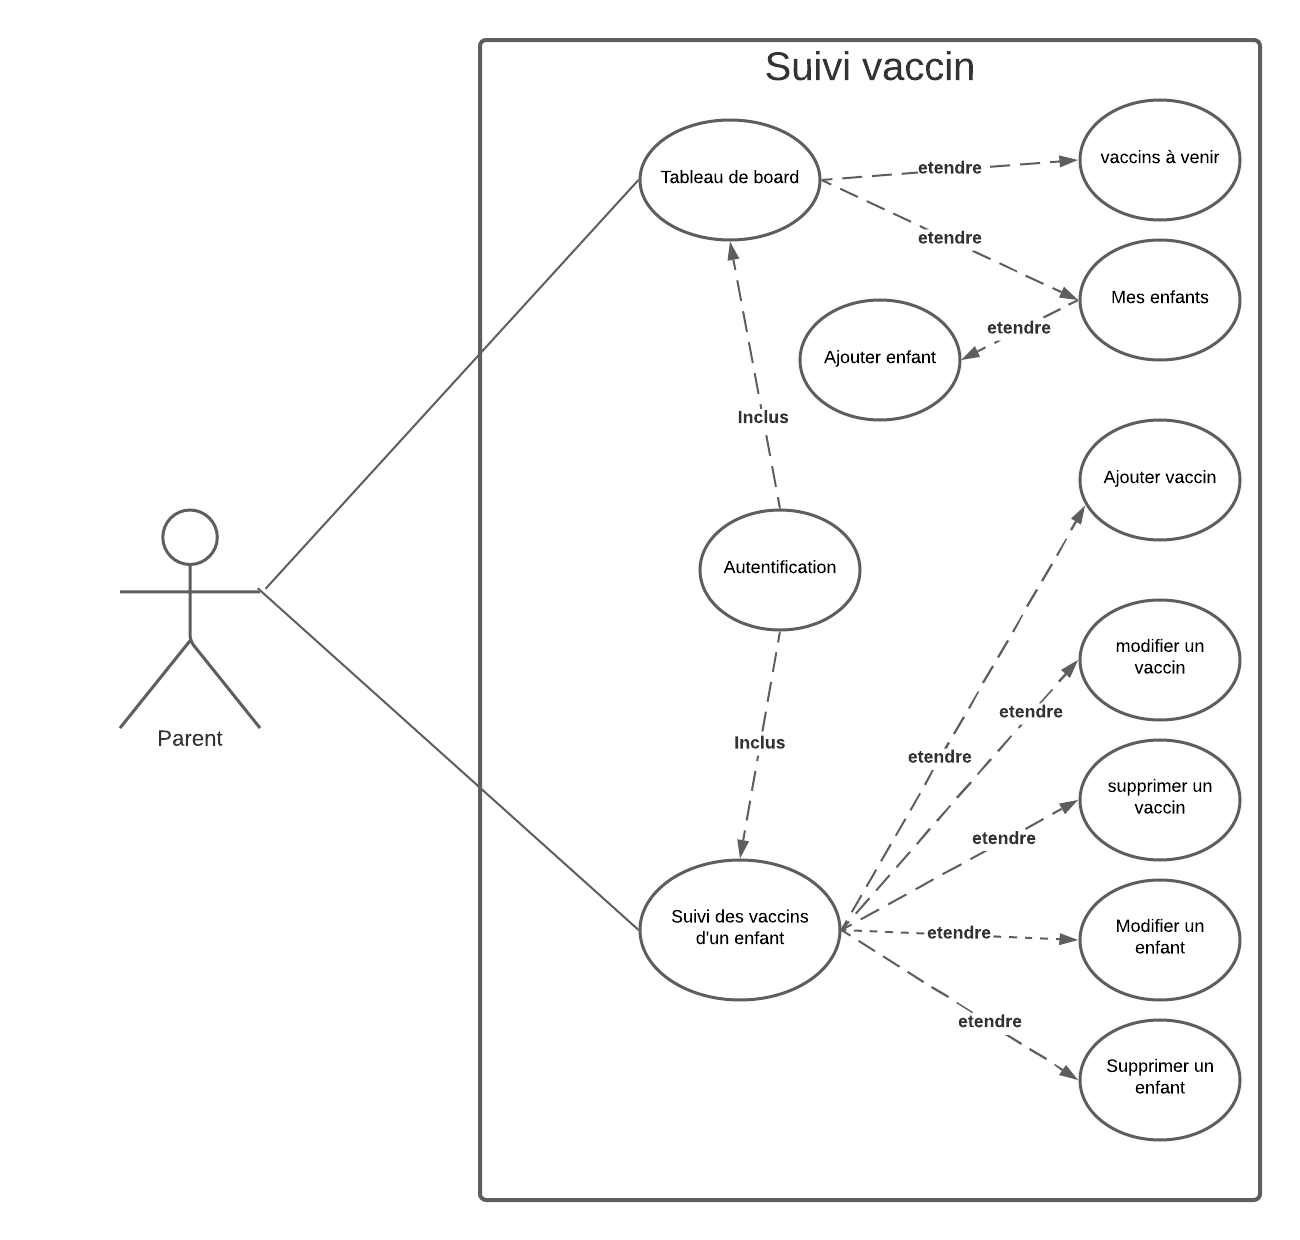 Suivi vaccin
Tableau de board
etendre
vaccins à venir
etendre
Mes enfants
etendre
Ajouter enfant
Inclus
Ajouter vaccin
Autentification
modifier un
vaccin
etendre
Inclus
etendre
supprimer un
vaccin
etendre
Parent
Suivi des vaccins
d'un enfant
etendre
Modifier un
enfant
etendre
Supprimer un
enfant